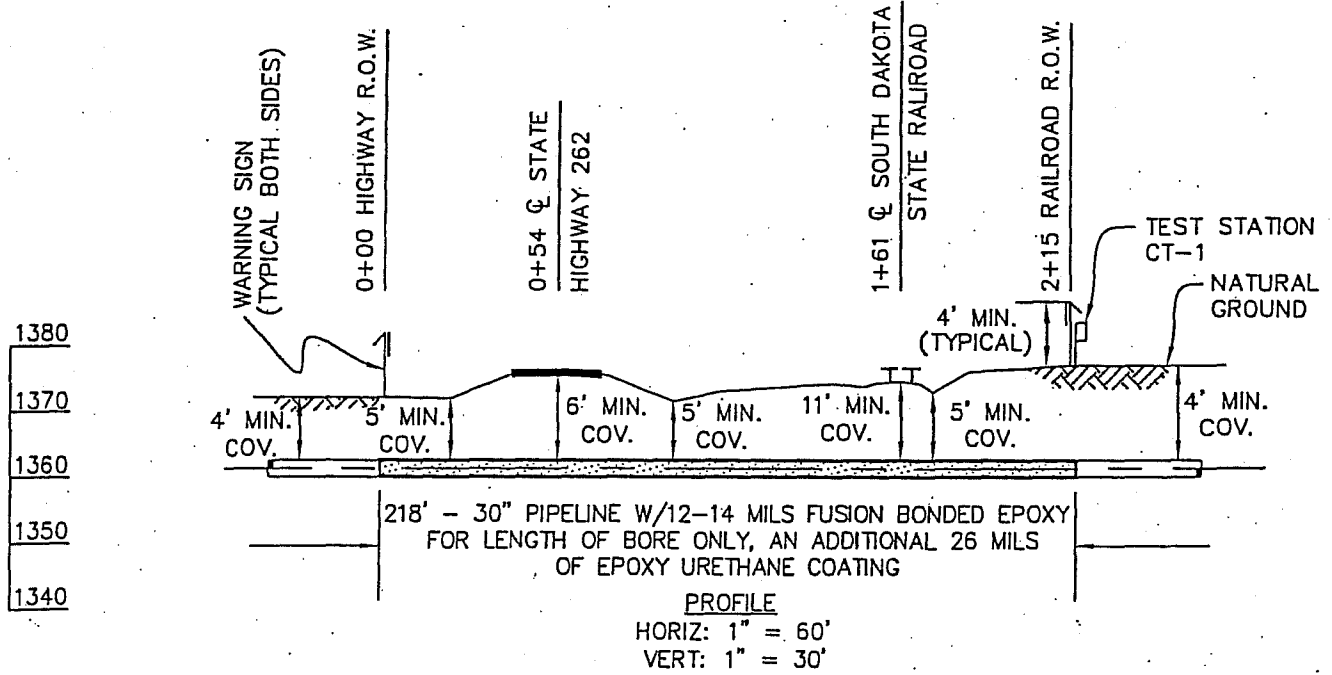 WARNING SIGN
(TYPICAL BOTH SIDES)
0+00 HIGHWAY R.O.W.
0+54 ℄ STATE
HIGHWAY 262
1+61 ℄ SOUTH DAKOTA
STATE RALIROAD
2+15 RAILROAD R.O.W.
TEST STATION
CT-1
NATURAL
GROUND
4' MIN.
(TYPICAL)
1380
1370
1360
1350
1340
4' MIN.
COV.
5' MIN.
COV.
6' MIN.
COV.
5' MIN.
COV.
11' MIN.
COV.
5' MIN.
COV.
4' MIN.
COV.
218' - 30" PIPELINE W/12-14 MILS FUSION BONDED EPOXY
FOR LENGTH OF BORE ONLY, AN ADDITIONAL 26 MILS
OF EPOXY URETHANE COATING
PROFILE
HORIZ: 1" = 60'
VERT: 1" = 30'